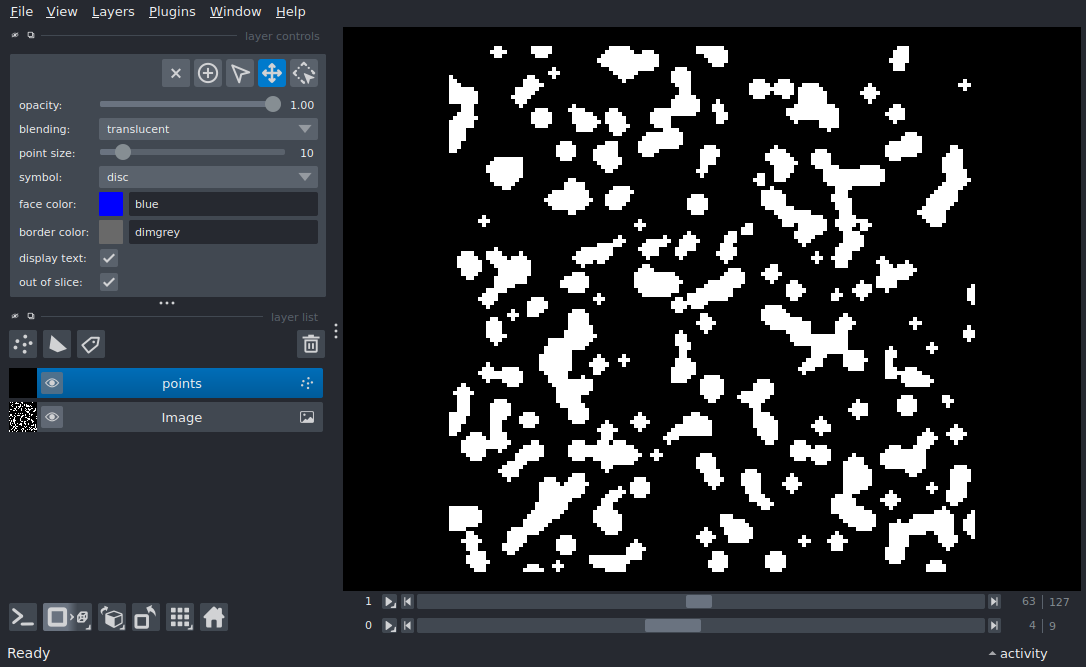 File View Layers Plugins Window Help
layer controls
opacity: 1.00
blending: translucent
point size: 10
symbol: disc
face color: blue
border color: dimgrey
display text:
out of slice:
layer list
points
Image
1 63 127
0 4 9
Ready activity